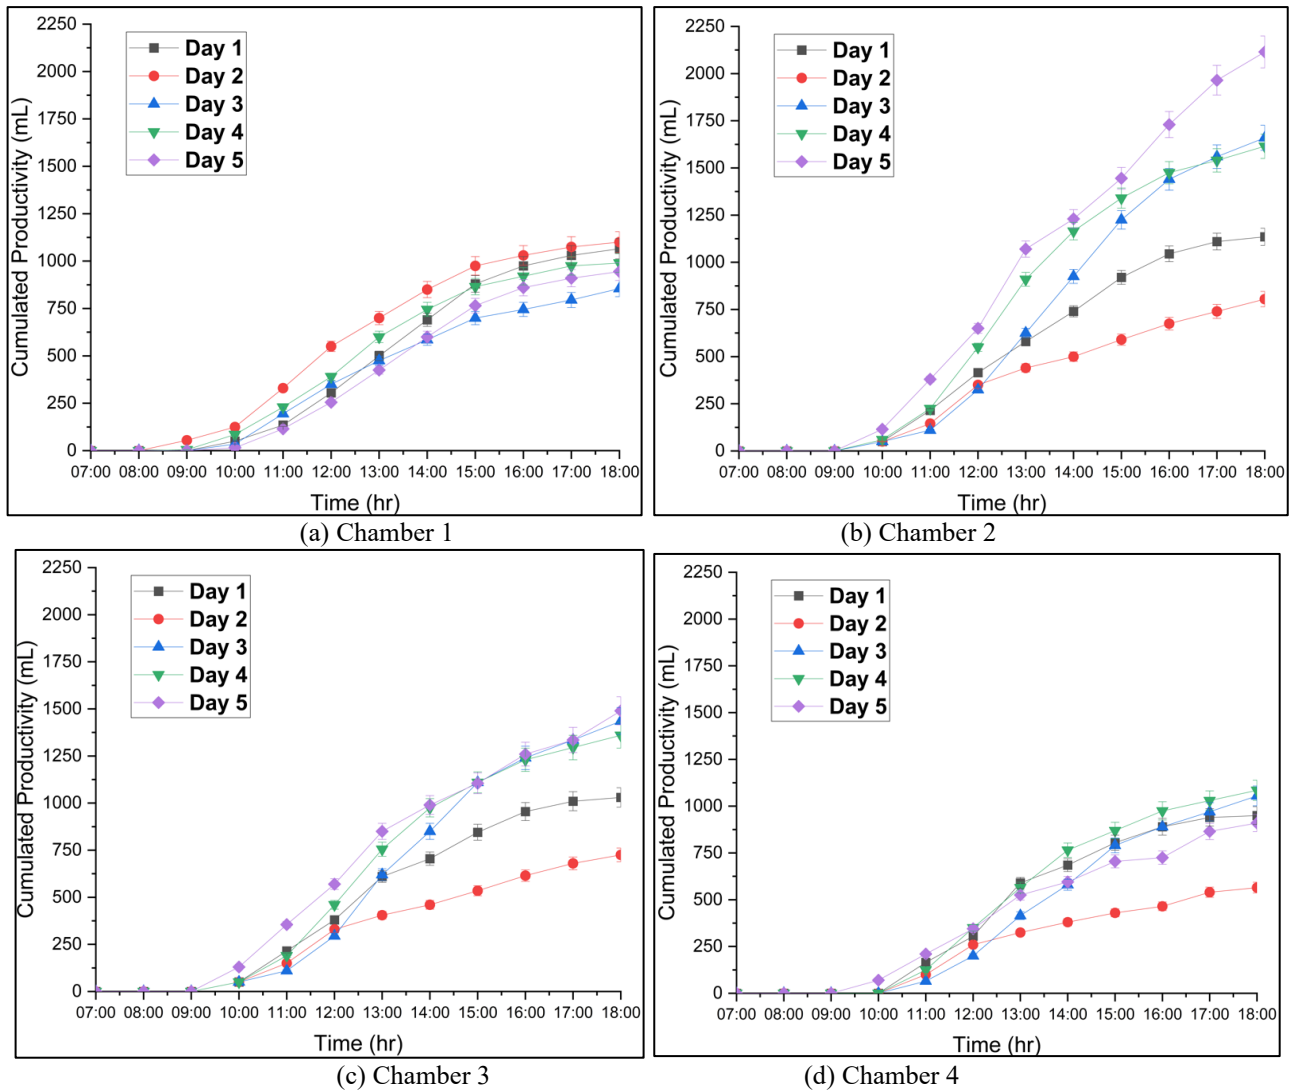 2250
2000
1750
1500
1250
1000
750
500
250
0
Cumulated Productivity (mL)
Day 1
Day 2
Day 3
Day 4
Day 5
07:00 08:00 09:00 10:00 11:00 12:00 13:00 14:00 15:00 16:00 17:00 18:00
Time (hr)
(a) Chamber 1
2250
2000
1750
1500
1250
1000
750
500
250
0
Cumulated Productivity (mL)
Day 1
Day 2
Day 3
Day 4
Day 5
07:00 08:00 09:00 10:00 11:00 12:00 13:00 14:00 15:00 16:00 17:00 18:00
Time (hr)
(b) Chamber 2
2250
2000
1750
1500
1250
1000
750
500
250
0
Cumulated Productivity (mL)
Day 1
Day 2
Day 3
Day 4
Day 5
07:00 08:00 09:00 10:00 11:00 12:00 13:00 14:00 15:00 16:00 17:00 18:00
Time (hr)
(c) Chamber 3
2250
2000
1750
1500
1250
1000
750
500
250
0
Cumulated Productivity (mL)
Day 1
Day 2
Day 3
Day 4
Day 5
07:00 08:00 09:00 10:00 11:00 12:00 13:00 14:00 15:00 16:00 17:00 18:00
Time (hr)
(d) Chamber 4